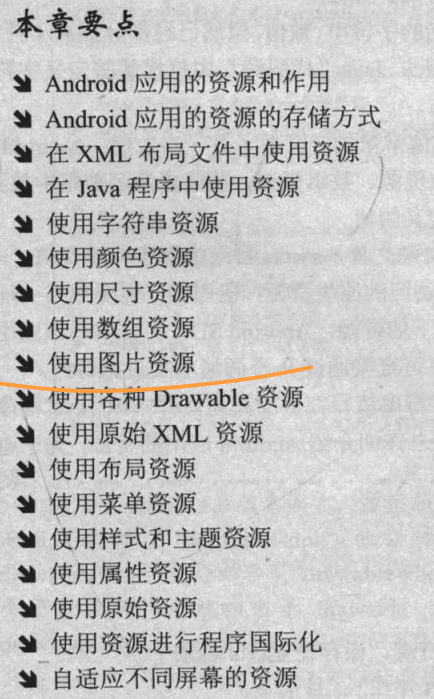 本章要点
Android 应用的资源和作用
Android 应用的资源的存储方式
在 XML 布局文件中使用资源
在 Java 程序中使用资源
使用字符串资源
使用颜色资源
使用尺寸资源
使用数组资源
使用图片资源
使用各种 Drawable 资源
使用原始 XML 资源
使用布局资源
使用菜单资源
使用样式和主题资源
使用属性资源
使用原始资源
使用资源进行程序国际化
自适应不同屏幕的资源